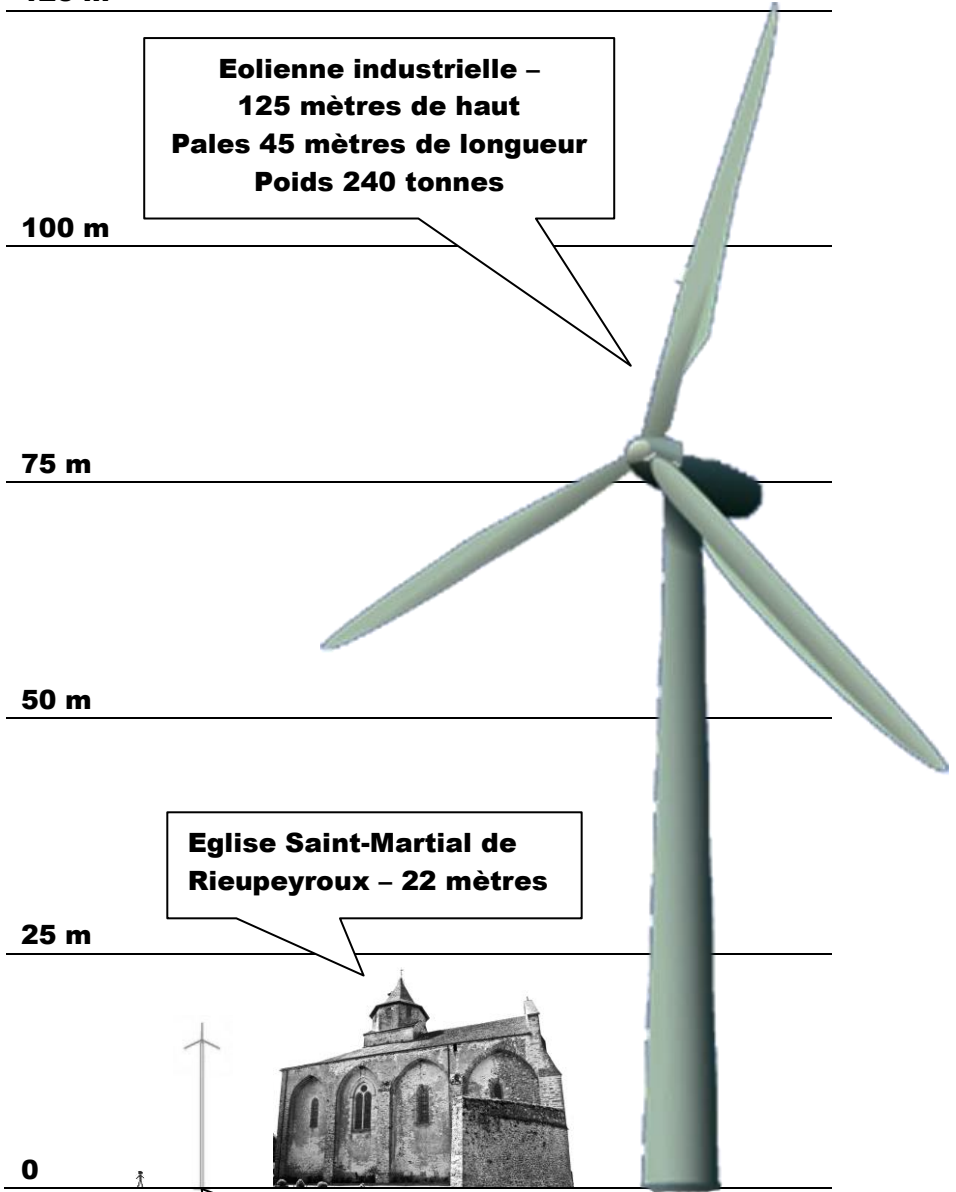 125 m
Eolienne industrielle –
125 mètres de haut
Pales 45 mètres de longueur
Poids 240 tonnes
100 m
75 m
50 m
Eglise Saint-Martial de
Rieupeyroux – 22 mètres
25 m
0